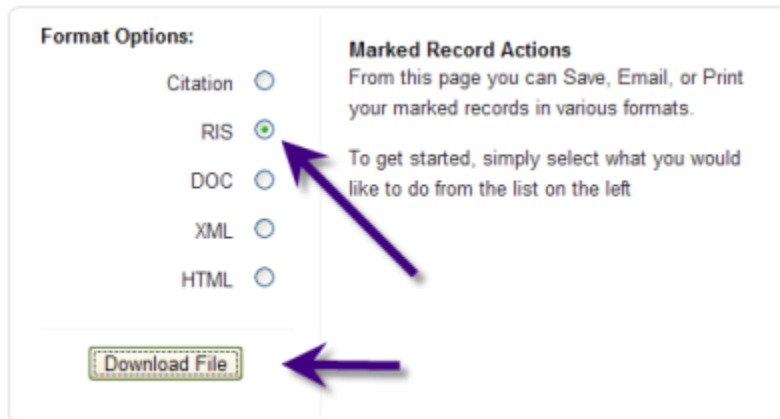 Format Options:
Citation
RIS
DOC
XML
HTML
Download File
Marked Record Actions
From this page you can Save, Email, or Print
your marked records in various formats.
To get started, simply select what you would
like to do from the list on the left